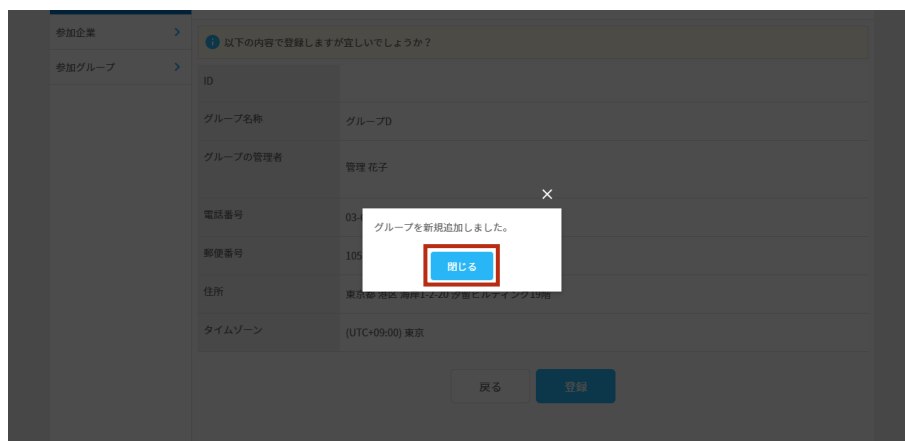 参加企業
以下の内容で登録しますが宜しいでしょうか？
参加グループ
ID
グループ名称
グループD
グループの管理者
管理 花子
電話番号
03-
グループを新規追加しました。
郵便番号
105
閉じる
住所
東京都 港区 海岸1-2-20 汐留ビルディング19階
タイムゾーン
(UTC+09:00) 東京
戻る
登録